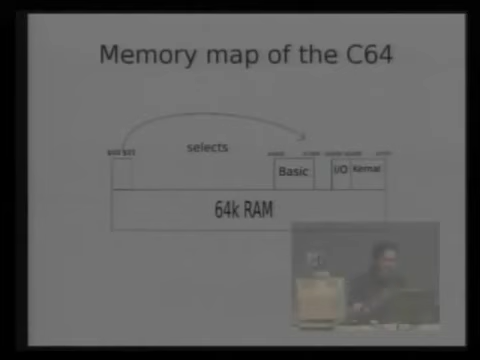 Memory map of the C64
selects
Basic
I/O
Kernal
64k RAM